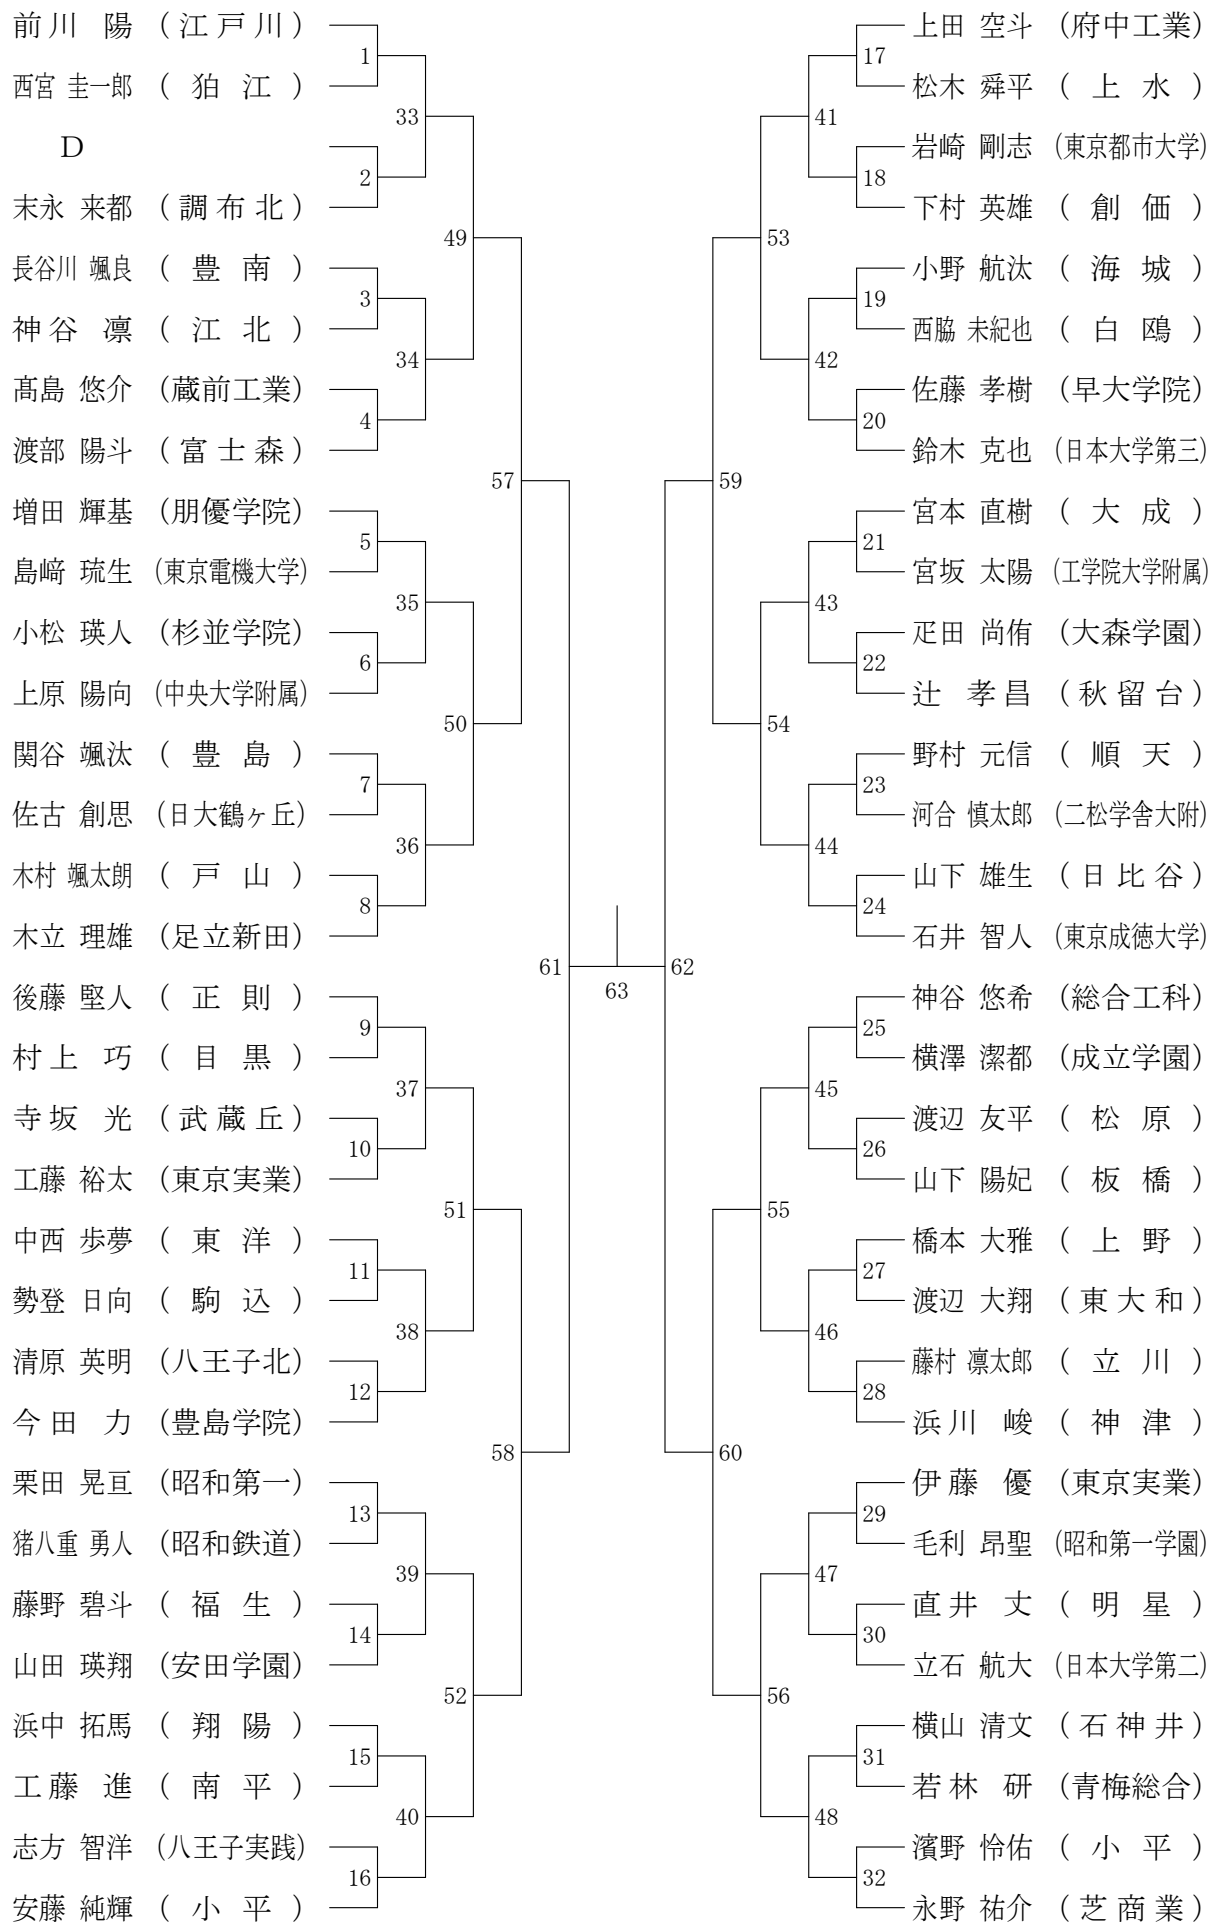 前川 陽 (江戸川)
1
西宮 圭一郎 (狛江)
33
D
2
末永 来都 (調布北)
49
長谷川 颯良 (豊南)
3
神谷 凛 (江北)
34
髙島 悠介 (蔵前工業)
4
渡部 陽斗 (富士森)
57
増田 輝基 (朋優学院)
5
島﨑 琉生 (東京電機大学)
35
小松 瑛人 (杉並学院)
6
上原 陽向 (中央大学附属)
50
関谷 颯汰 (豊島)
7
佐古 創思 (日大鶴ヶ丘)
36
木村 颯太朗 (戸山)
8
木立 理雄 (足立新田)
61
後藤 堅人 (正則)
9
村上 巧 (目黒)
37
寺坂 光 (武蔵丘)
10
工藤 裕太 (東京実業)
51
中西 歩夢 (東洋)
11
勢登 日向 (駒込)
38
清原 英明 (八王子北)
12
今田 力 (豊島学院)
58
栗田 晃亘 (昭和第一)
13
猪八重 勇人 (昭和鉄道)
39
藤野 碧斗 (福生)
14
山田 瑛翔 (安田学園)
52
浜中 拓馬 (翔陽)
15
工藤 進 (南平)
40
志方 智洋 (八王子実践)
16
安藤 純輝 (小平)
63
上田 空斗 (府中工業)
17
松木 舜平 (上水)
41
岩崎 剛志 (東京都市大学)
18
下村 英雄 (創価)
53
小野 航汰 (海城)
19
西脇 未紀也 (白鴎)
42
佐藤 孝樹 (早大学院)
20
鈴木 克也 (日本大学第三)
59
宮本 直樹 (大成)
21
宮坂 太陽 (工学院大学附属)
43
疋田 尚侑 (大森学園)
22
辻 孝昌 (秋留台)
54
野村 元信 (順天)
23
河合 慎太郎 (二松学舎大附)
44
山下 雄生 (日比谷)
24
石井 智人 (東京成徳大学)
62
神谷 悠希 (総合工科)
25
横澤 潔都 (成立学園)
45
渡辺 友平 (松原)
26
山下 陽妃 (板橋)
55
橋本 大雅 (上野)
27
渡辺 大翔 (東大和)
46
藤村 凛太郎 (立川)
28
浜川 峻 (神津)
60
伊藤 優 (東京実業)
29
毛利 昂聖 (昭和第一学園)
47
直井 丈 (明星)
30
立石 航大 (日本大学第二)
56
横山 清文 (石神井)
31
若林 研 (青梅総合)
48
濱野 怜佑 (小平)
32
永野 祐介 (芝商業)